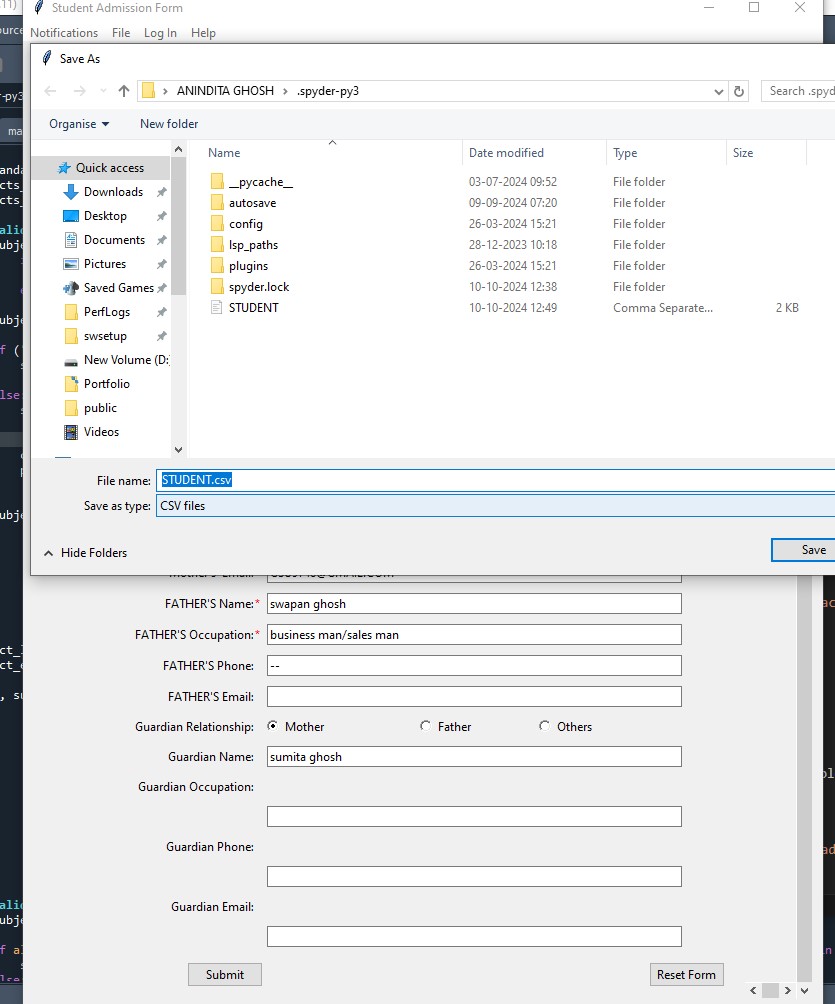 Student Admission Form
Notifications File Log In Help
Save As
ANINDITA GHOSH › .spyder-py3
Organise New folder
Name Date modified Type Size
Quick access
Downloads
Desktop
Documents
Pictures
Saved Games
PerfLogs
swsetup
New Volume (D:)
Portfolio
public
Videos
__pycache__ 03-07-2024 09:52 File folder
autosave 09-09-2024 07:20 File folder
config 26-03-2024 15:21 File folder
lsp_paths 28-12-2023 10:18 File folder
plugins 26-03-2024 15:21 File folder
spyder.lock 10-10-2024 12:38 File folder
STUDENT 10-10-2024 12:49 Comma Separate... 2 KB
File name: STUDENT.csv
Save as type: CSV files
Hide Folders
Save
FATHER'S Name:* swapan ghosh
FATHER'S Occupation:* business man/sales man
FATHER'S Phone: --
FATHER'S Email:
Guardian Relationship: Mother Father Others
Guardian Name: sumita ghosh
Guardian Occupation:
Guardian Phone:
Guardian Email:
Submit Reset Form